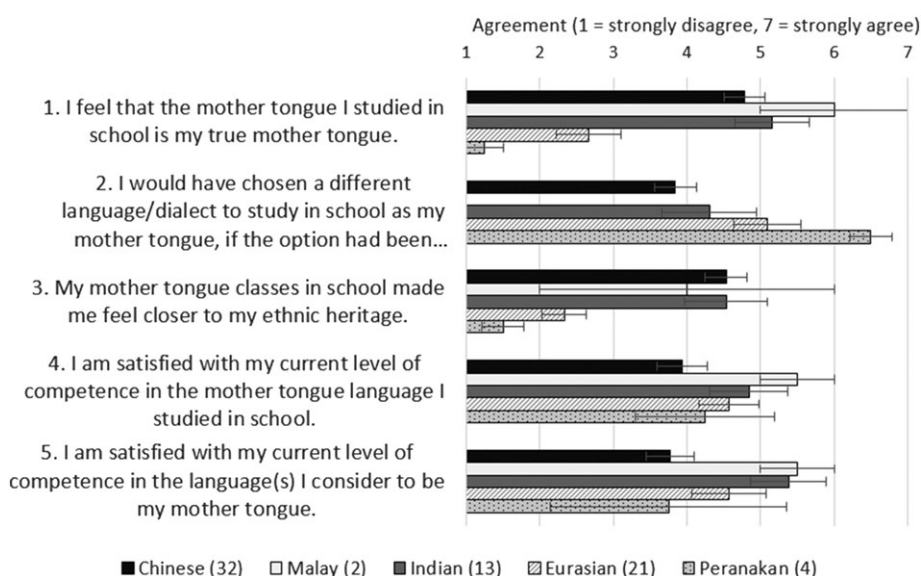 Agreement (1 = strongly disagree, 7 = strongly agree)
1 2 3 4 5 6 7
1. I feel that the mother tongue I studied in
school is my true mother tongue.
2. I would have chosen a different
language/dialect to study in school as my
mother tongue, if the option had been...
3. My mother tongue classes in school made
me feel closer to my ethnic heritage.
4. I am satisfied with my current level of
competence in the mother tongue language I
studied in school.
5. I am satisfied with my current level of
competence in the language(s) I consider to be
my mother tongue.
Chinese (32) Malay (2) Indian (13) Eurasian (21) Peranakan (4)